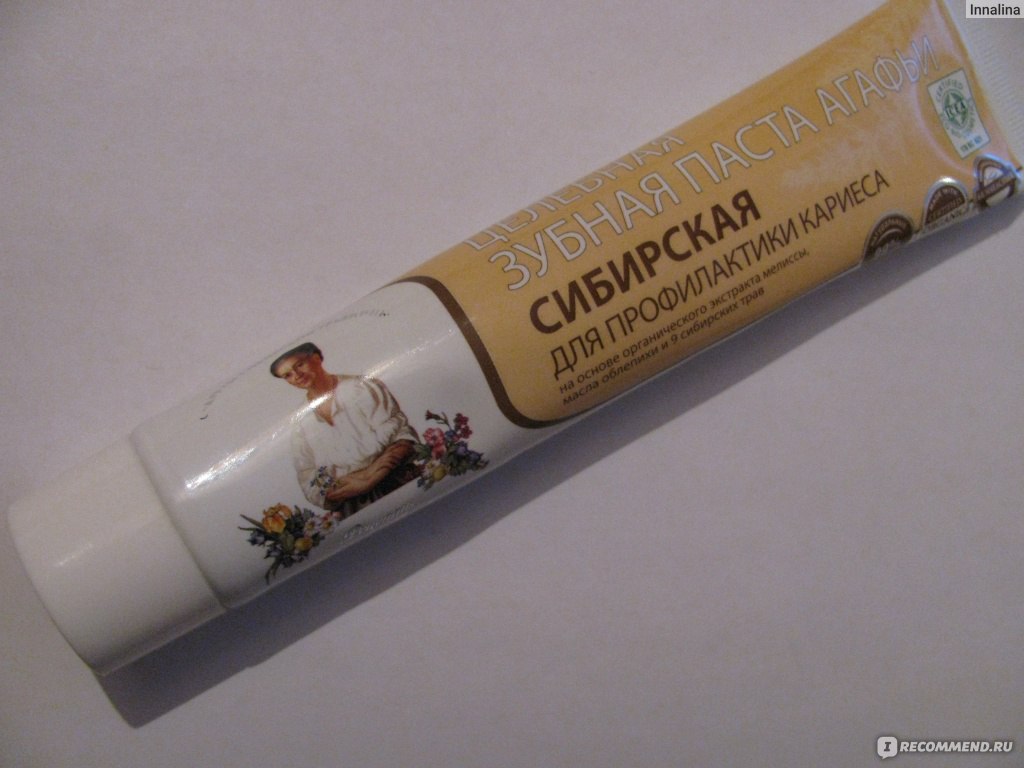 Innalina
ЦЕЛЕБНАЯ
ЗУБНАЯ ПАСТА АГАФЬИ
СИБИРСКАЯ
ДЛЯ ПРОФИЛАКТИКИ КАРИЕСА
на основе органического экстракта мелиссы,
масла облепихи и 9 сибирских трав
IRECOMMEND.RU